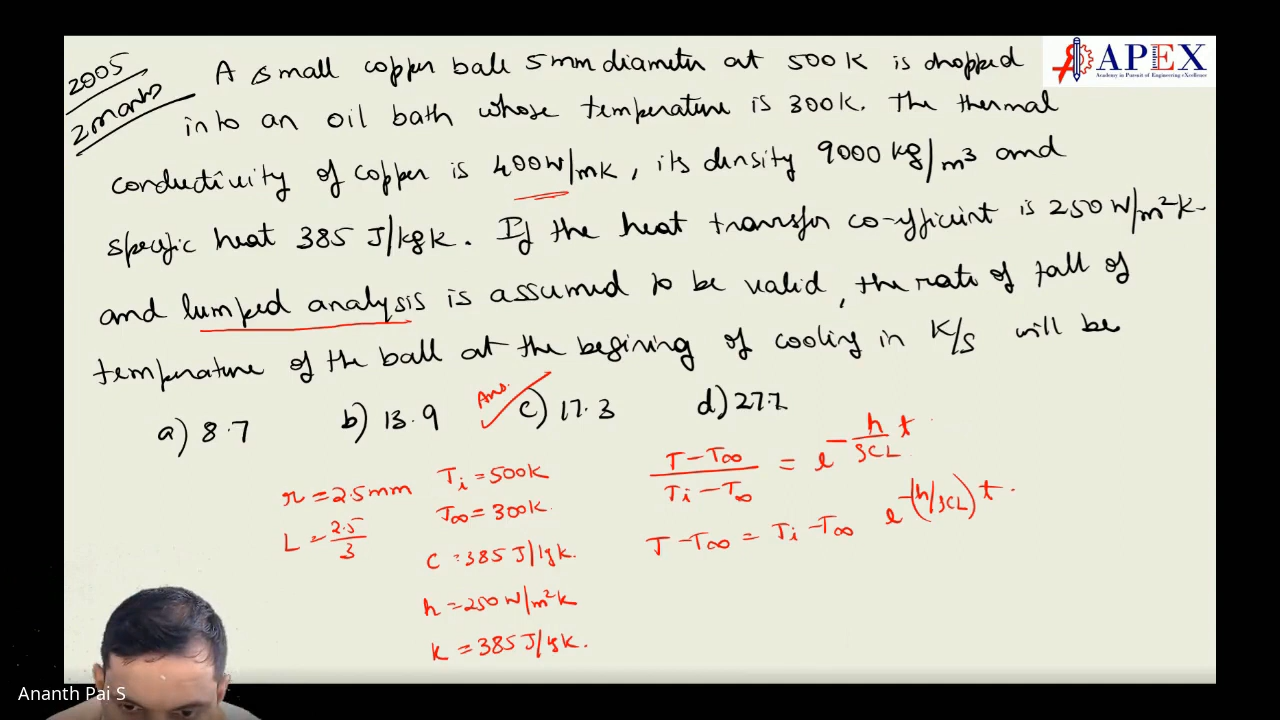 2005
2 marks
A small copper ball 5mm diameter at 500K is dropped
into an oil bath whose temperature is 300K. The thermal
conductivity of copper is 400W/mK, its density 9000 kg/m³ and
specific heat 385 J/kgK. If the heat transfer co-efficient is 250 W/m²K
and lumped analysis is assumed to be valid, the rate of fall of
temperature of the ball at the begining of cooling in K/s will be
a) 8.7 b) 13.9 Ans. c) 17.3 d) 27.7
r = 2.5mm
L = 2.5/3
Ti = 500K
T∞ = 300K.
C = 385 J/kgK.
h = 250 W/m²K
k = 385 J/kgK.
T-T∞/Ti-T∞ = e^-h/ρCL t
T-T∞ = Ti-T∞ e^-(h/ρCL)t.
APEX
Academy in Pursuit of Engineering eXcellence
Ananth Pai S